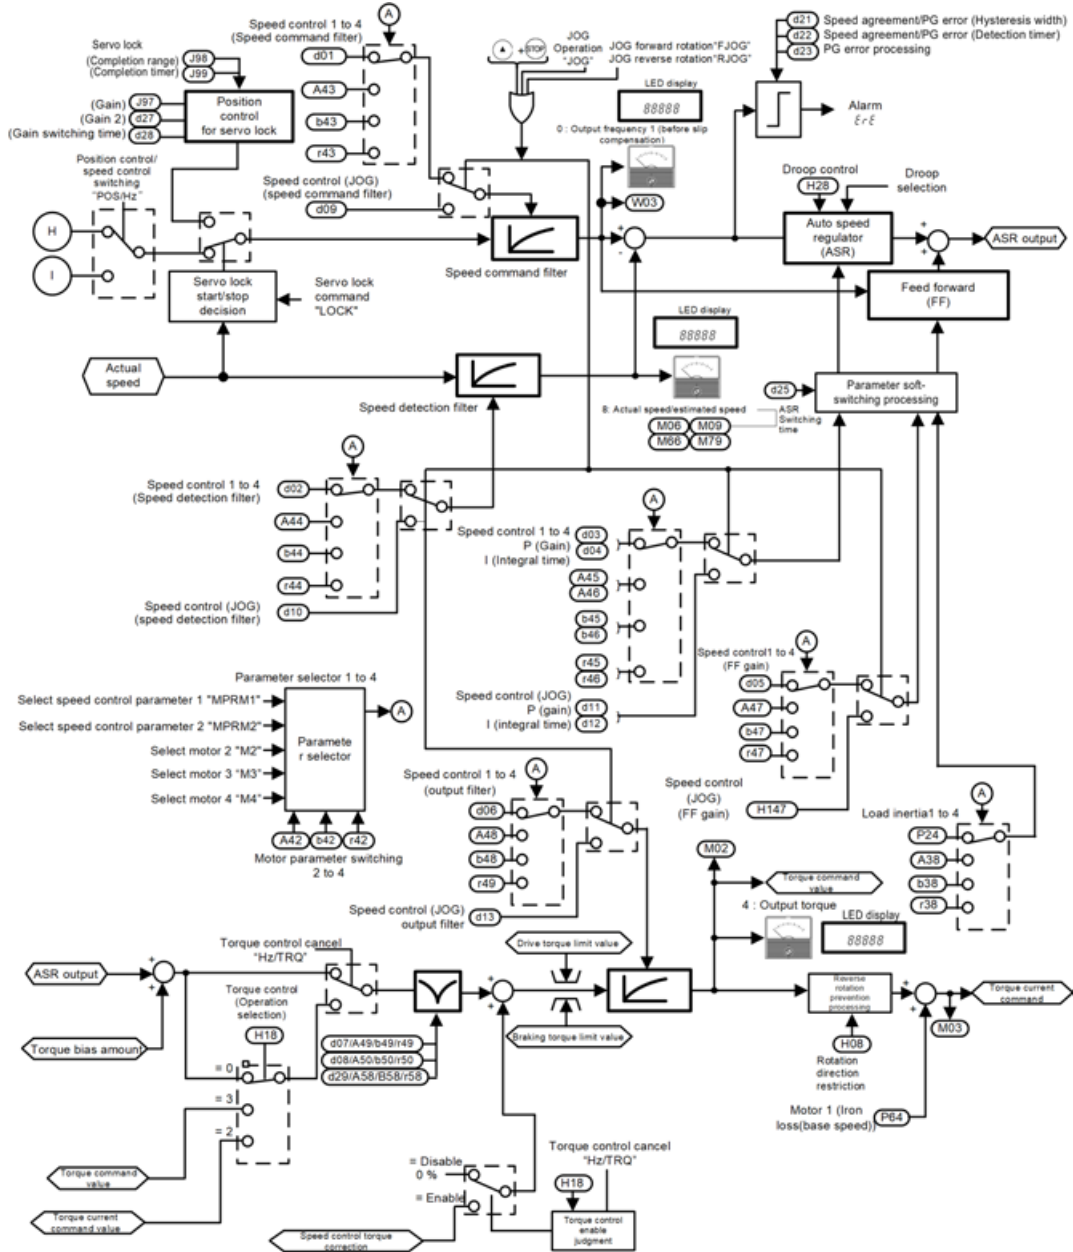 Speed control 1 to 4
(Speed command filter)
A
d01
A43
b43
r43
Servo lock
(Completion range)
(Completion timer)
J98
J99
(Gain)
(Gain 2)
(Gain switching time)
J97
d27
d28
Position
control
for servo lock
Speed control (JOG)
(speed command filter)
d09
▲
+
STOP
JOG
Operation
"JOG"
JOG forward rotation"FJOG"
JOG reverse rotation"RJOG"
LED display
88888
0 : Output frequency 1 (before slip
compensation)
W03
d21
d22
d23
Speed agreement/PG error (Hysteresis width)
Speed agreement/PG error (Detection timer)
PG error processing
Alarm
ErE
Droop control
H28
Droop
selection
Auto speed
regulator
(ASR)
ASR output
Feed forward
(FF)
Position control/
speed control
switching
"POS/Hz"
H
I
Servo lock
start/stop
decision
Servo lock
command
"LOCK"
Speed command filter
+
-
+
+
Actual
speed
Speed detection filter
LED display
88888
8: Actual speed/estimated speed
M06
M09
M66
M79
ASR
Switching
time
d25
Parameter soft-
switching processing
A
Speed control 1 to 4
(Speed detection filter)
d02
A44
b44
r44
Speed control (JOG)
(speed detection filter)
d10
A
Speed control 1 to 4
P (Gain)
I (Integral time)
d03
d04
A45
A46
b45
b46
r45
r46
Speed control (JOG)
P (gain)
I (integral time)
d11
d12
A
Speed control1 to 4
(FF gain)
d05
A47
b47
r47
Speed control
(JOG)
(FF gain)
H147
Parameter selector 1 to 4
Select speed control parameter 1 "MPRM1"
Select speed control parameter 2 "MPRM2"
Select motor 2 "M2"
Select motor 3 "M3"
Select motor 4 "M4"
Paramete
r selector
A
A42
b42
r42
Motor parameter switching
2 to 4
Speed control 1 to 4
(output filter)
A
d06
A48
b48
r49
Speed control (JOG)
output filter
d13
A
Load inertia1 to 4
P24
A38
b38
r38
M02
Torque command
value
4 : Output torque
LED display
88888
ASR output
+
+
Torque bias amount
Torque control cancel
"Hz/TRQ"
Torque control
(Operation
selection)
H18
= 0
= 3
= 2
Torque command
value
Torque current
command value
d07/A49/b49/r49
d08/A50/b50/r50
d29/A58/B58/r58
+
+
Drive torque limit value
Braking torque limit value
Reverse
rotation
prevention
processing
H08
Rotation
direction
restriction
+
+
M03
Torque current
command
Motor 1 (Iron
loss(base speed))
P64
= Disable
0 %
= Enable
Speed control torque
correction
Torque control cancel
"Hz/TRQ"
H18
Torque control
enable
judgment